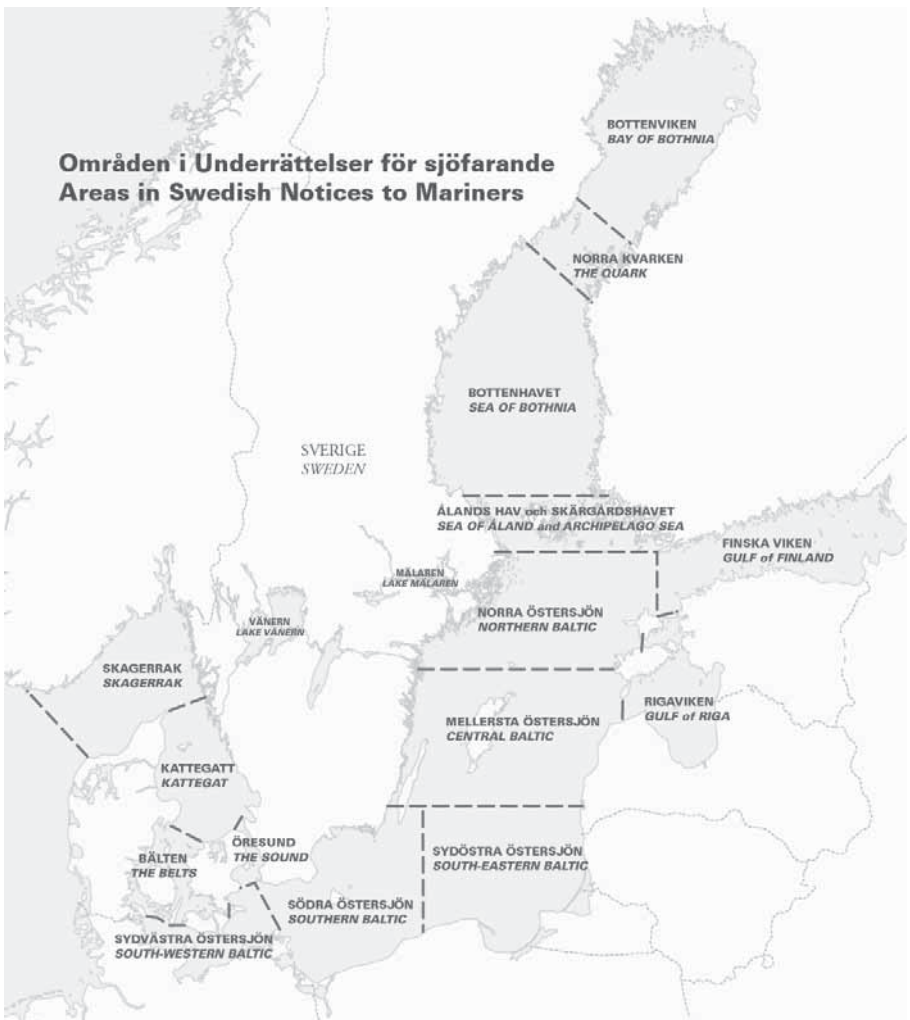 Områden i Underrättelser för sjöfarande
Areas in Swedish Notices to Mariners
BOTTENVIKEN
BAY OF BOTHNIA
NORRA KVARKEN
THE QUARK
BOTTENHAVET
SEA OF BOTHNIA
SVERIGE
SWEDEN
ÅLANDS HAV och SKÄRGÅRDSHAVET
SEA OF ÅLAND and ARCHIPELAGO SEA
FINSKA VIKEN
GULF of FINLAND
MÄLAREN
LAKE MÄLAREN
NORRA ÖSTERSJÖN
NORTHERN BALTIC
VÄNERN
LAKE VÄNERN
SKAGERRAK
SKAGERRAK
RIGAVIKEN
GULF of RIGA
MELLERSTA ÖSTERSJÖN
CENTRAL BALTIC
KATTEGATT
KATTEGAT
ÖRESUND
THE SOUND
BÄLTEN
THE BELTS
SYDÖSTRA ÖSTERSJÖN
SOUTH-EASTERN BALTIC
SÖDRA ÖSTERSJÖN
SOUTHERN BALTIC
SYDVÄSTRA ÖSTERSJÖN
SOUTH-WESTERN BALTIC